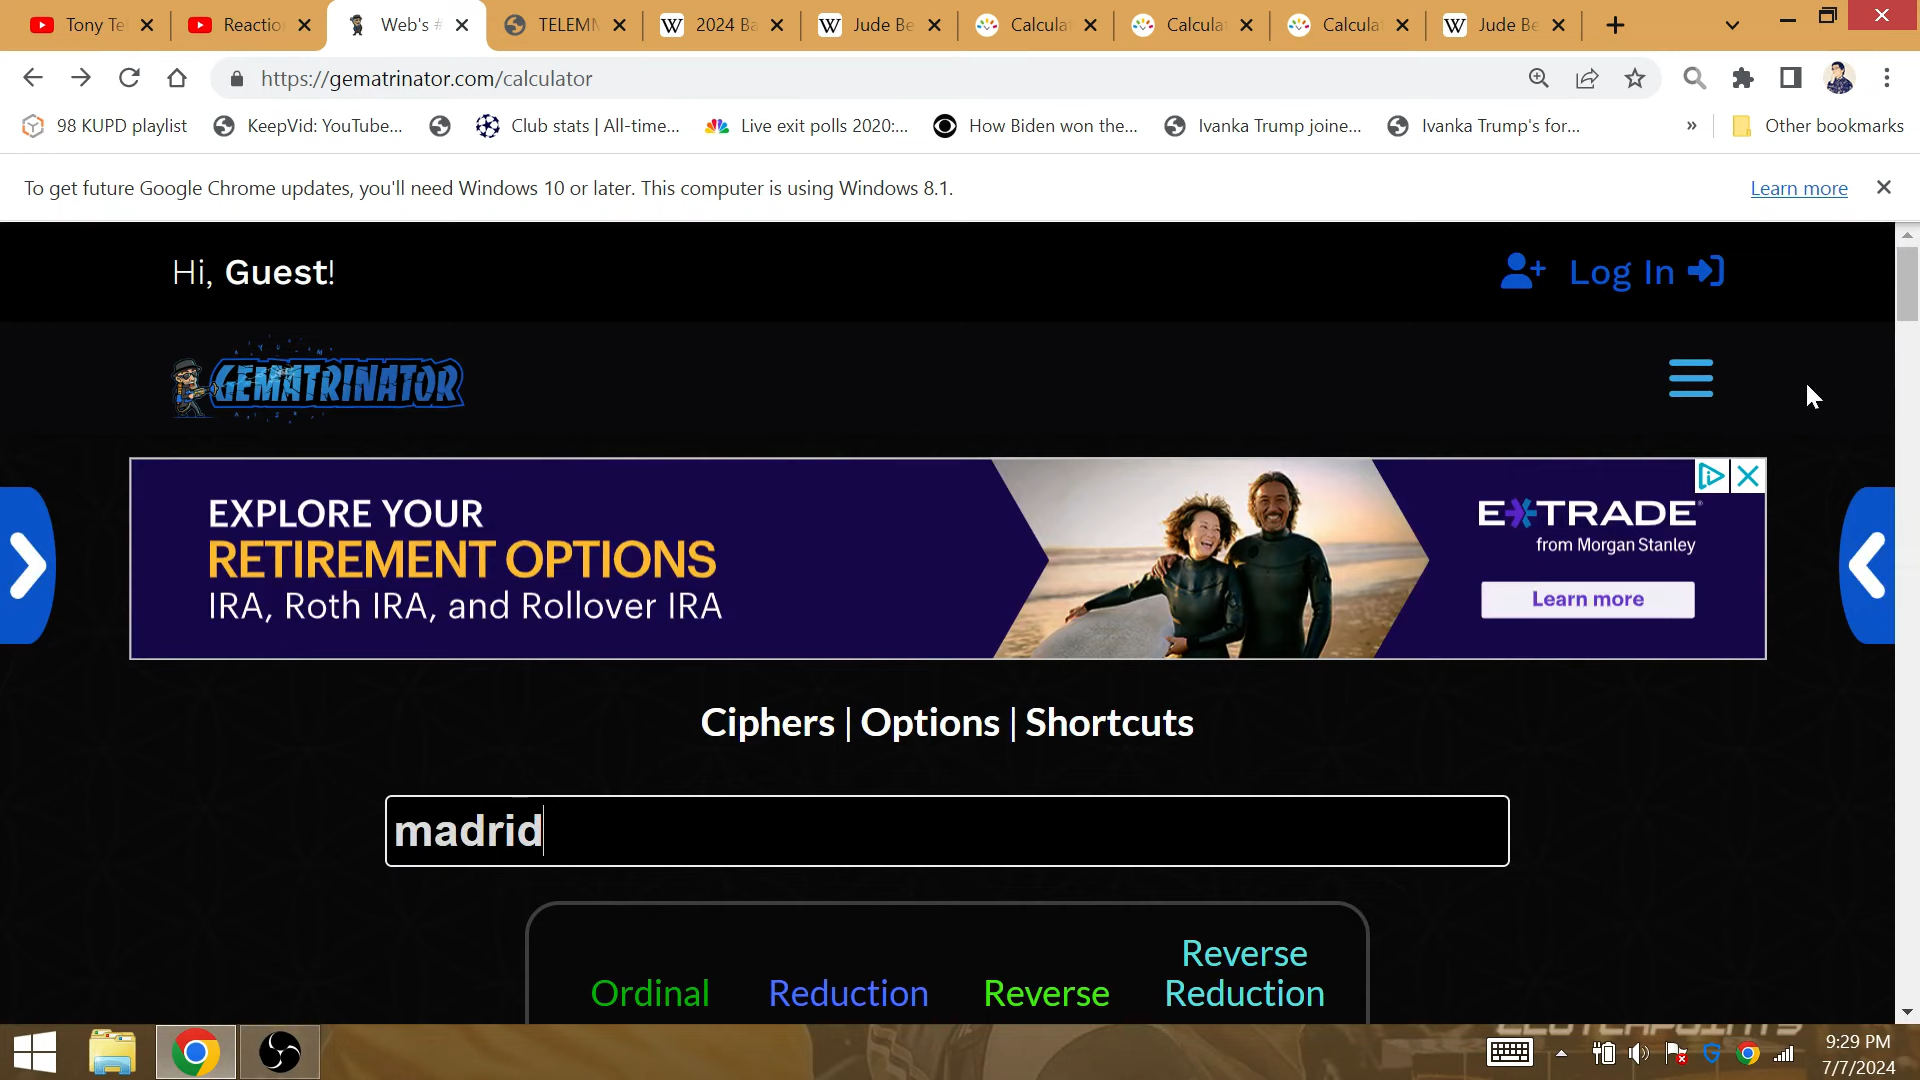 Tony Te
Reactio
Web's #
TELEMM
2024 Ba
Jude Be
Calcula
Calcula
Calcula
Jude Be
https://gematrinator.com/calculator
98 KUPD playlist
KeepVid: YouTube...
Club stats | All-time...
Live exit polls 2020:...
How Biden won the...
Ivanka Trump joine...
Ivanka Trump's for...
»
Other bookmarks
To get future Google Chrome updates, you'll need Windows 10 or later. This computer is using Windows 8.1.
Learn more
Hi, Guest!
Log In
GEMATRINATOR
EXPLORE YOUR
RETIREMENT OPTIONS
IRA, Roth IRA, and Rollover IRA
E*TRADE
from Morgan Stanley
Learn more
Ciphers | Options | Shortcuts
madrid
Ordinal
Reduction
Reverse
Reverse
Reduction
CLUTCHPOINTS
9:29 PM
7/7/2024